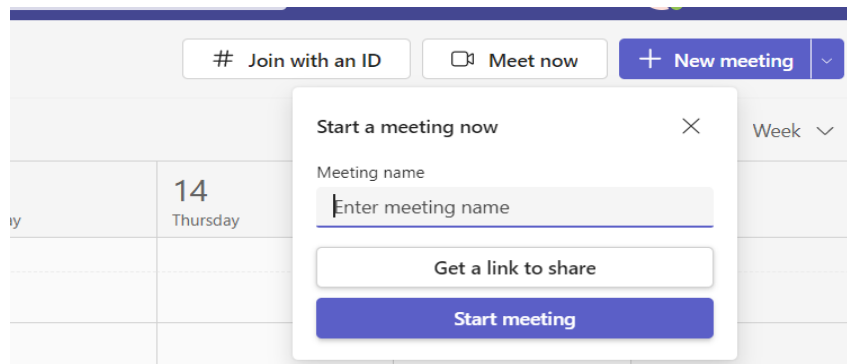 # Join with an ID
Meet now
+ New meeting
Start a meeting now
Week
Meeting name
14
Enter meeting name
Thursday
Get a link to share
Start meeting